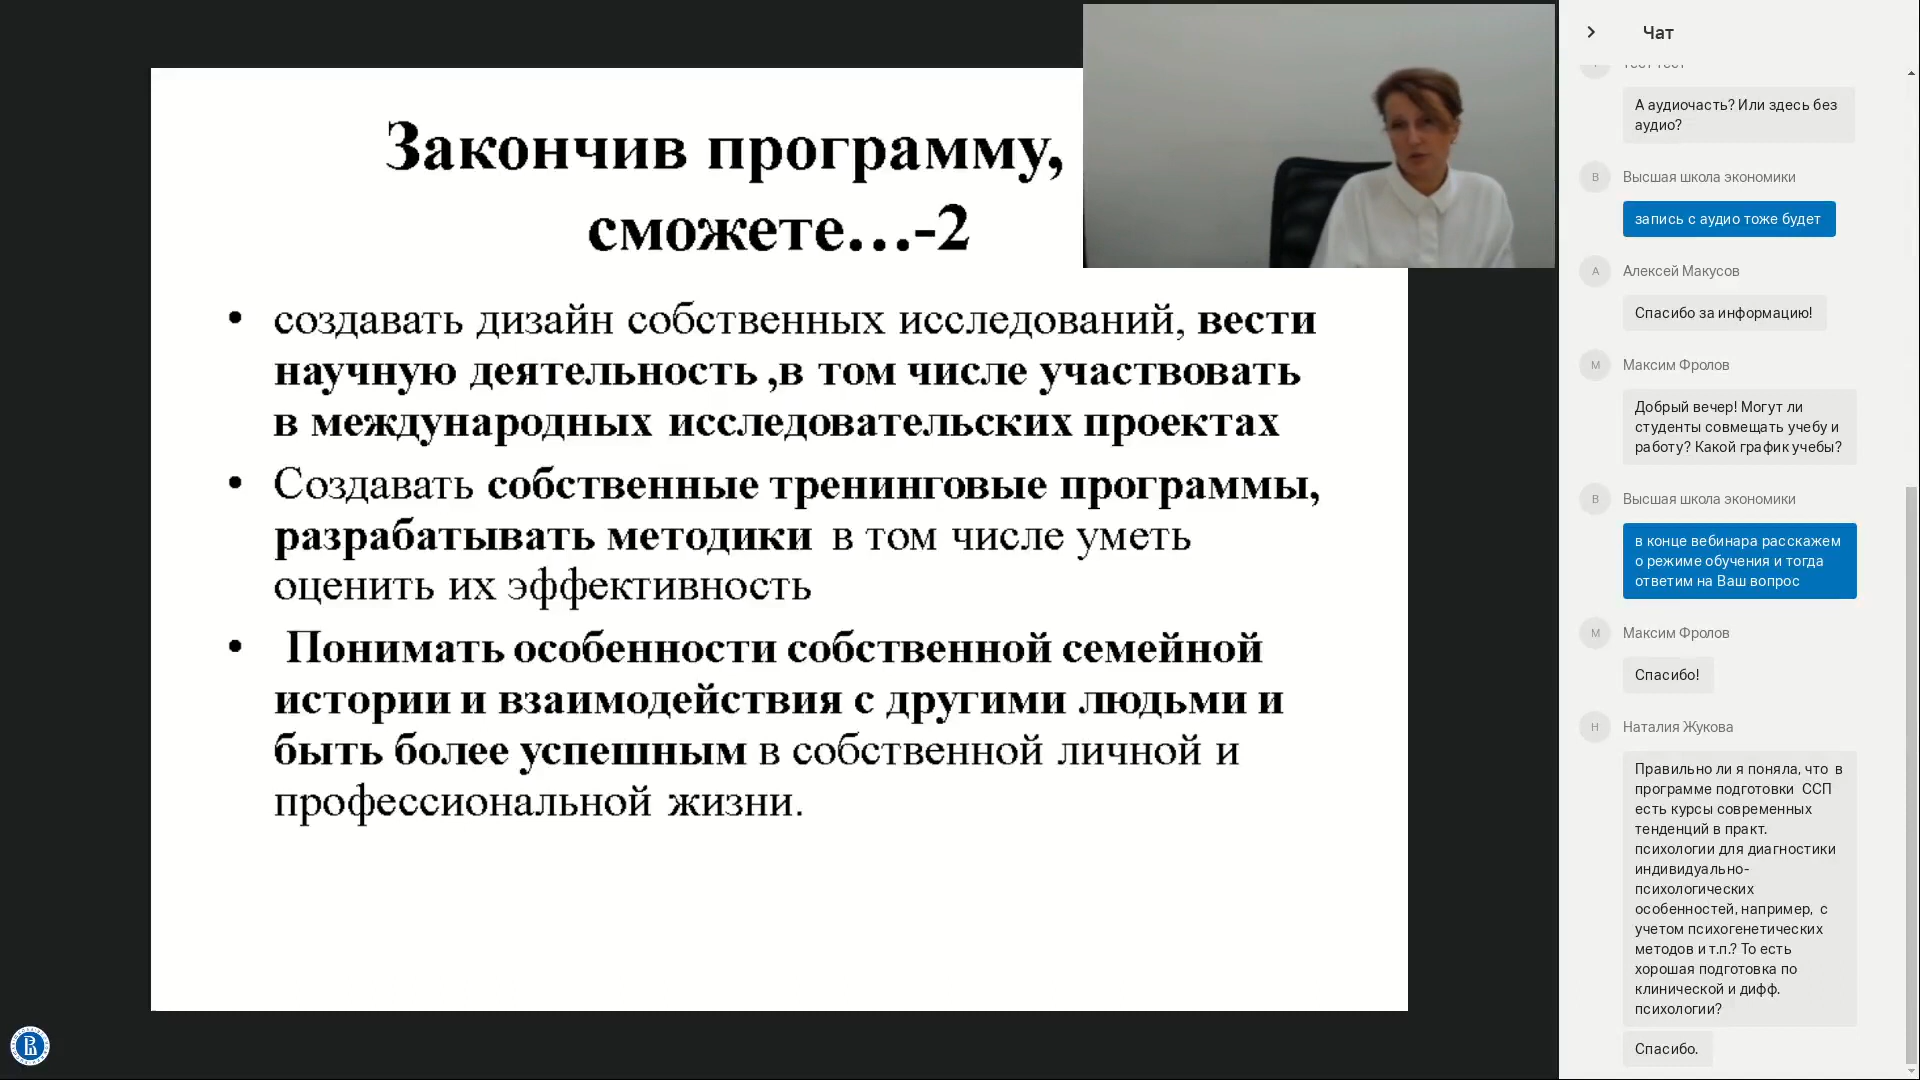 Закончив программу,
сможете…-2
• создавать дизайн собственных исследований, вести
научную деятельность ,в том числе участвовать
в международных исследовательских проектах
• Создавать собственные тренинговые программы,
разрабатывать методики в том числе уметь
оценить их эффективность
• Понимать особенности собственной семейной
истории и взаимодействия с другими людьми и
быть более успешным в собственной личной и
профессиональной жизни.
Чат
А аудиочасть? Или здесь без
аудио?
В
Высшая школа экономики
запись с аудио тоже будет
А
Алексей Макусов
Спасибо за информацию!
М
Максим Фролов
Добрый вечер! Могут ли
студенты совмещать учебу и
работу? Какой график учебы?
В
Высшая школа экономики
в конце вебинара расскажем
о режиме обучения и тогда
ответим на Ваш вопрос
М
Максим Фролов
Спасибо!
Н
Наталия Жукова
Правильно ли я поняла, что в
программе подготовки ССП
есть курсы современных
тенденций в практ.
психологии для диагностики
индивидуально-
психологических
особенностей, например, с
учетом психогенетических
методов и т.п.? То есть
хорошая подготовка по
клинической и дифф.
психологии?
Спасибо.